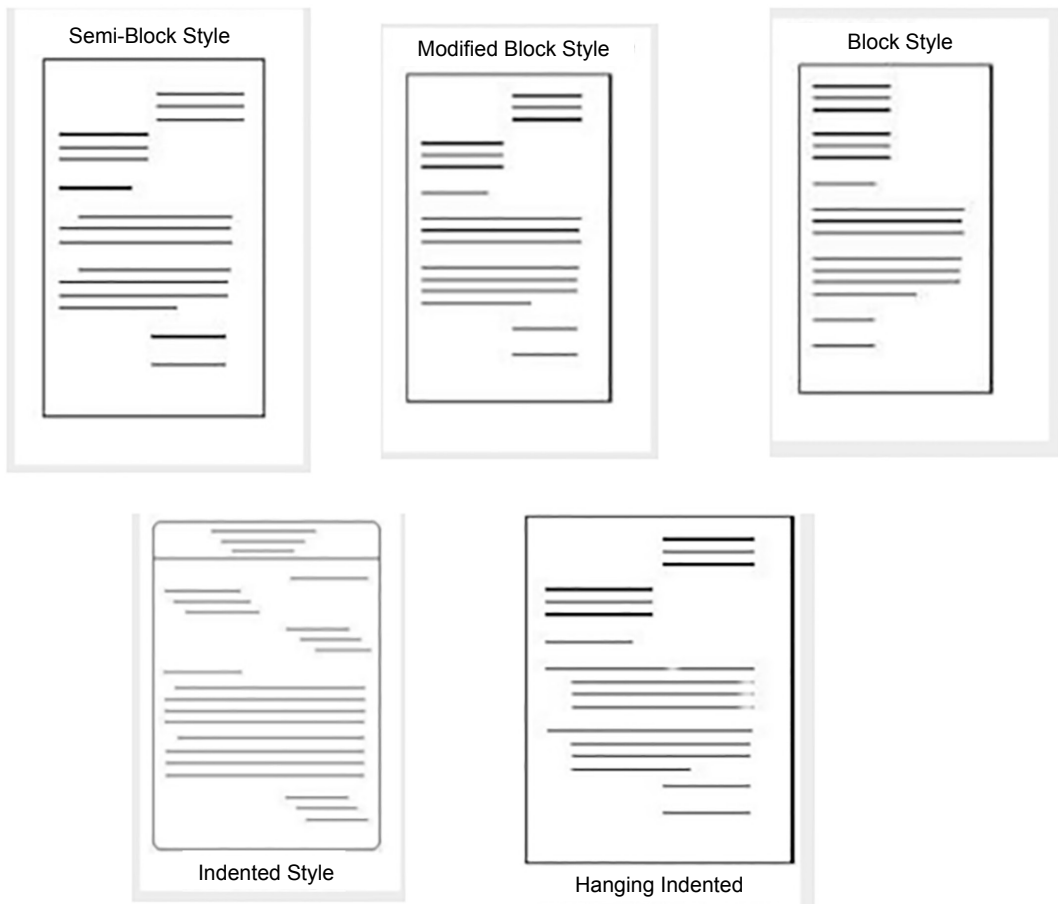 Semi-Block Style
Modified Block Style
Block Style
Indented Style
Hanging Indented